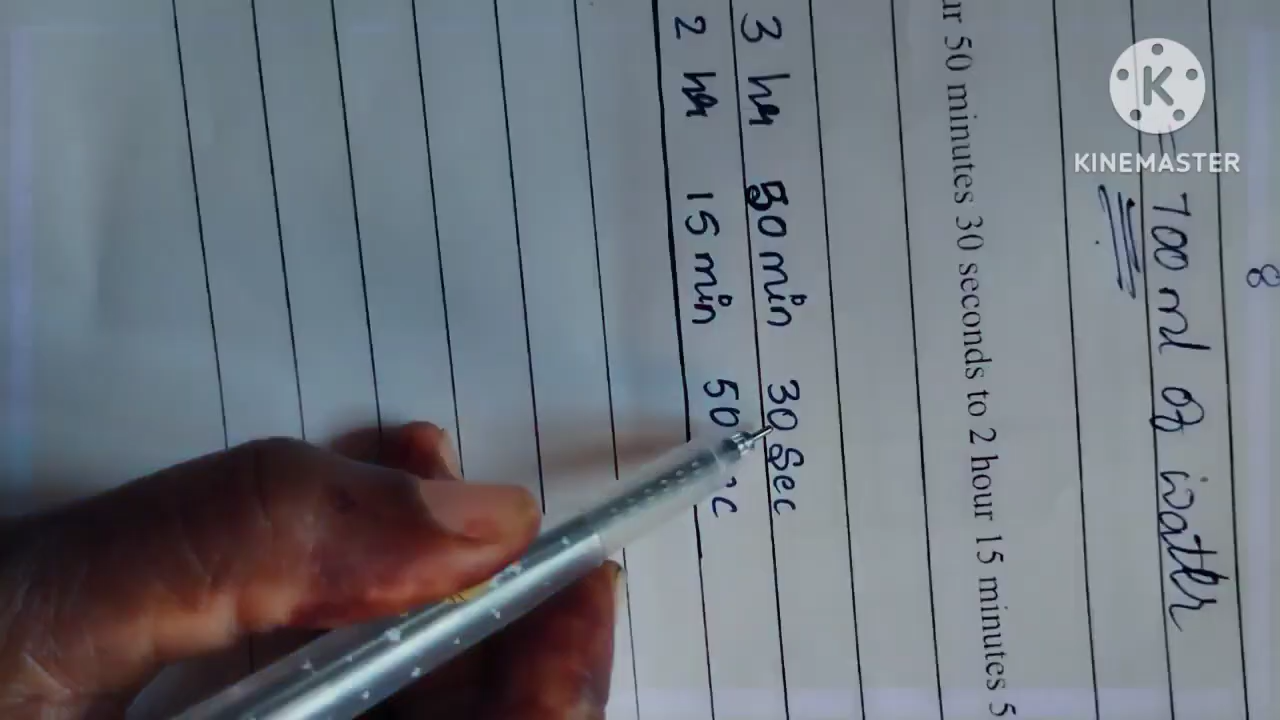 8
= 700 ml of water
ur 50 minutes 30 seconds to 2 hour 15 minutes 5
3 hr 50 min 30 Sec
2 hr 15 min 50
KINEMASTER